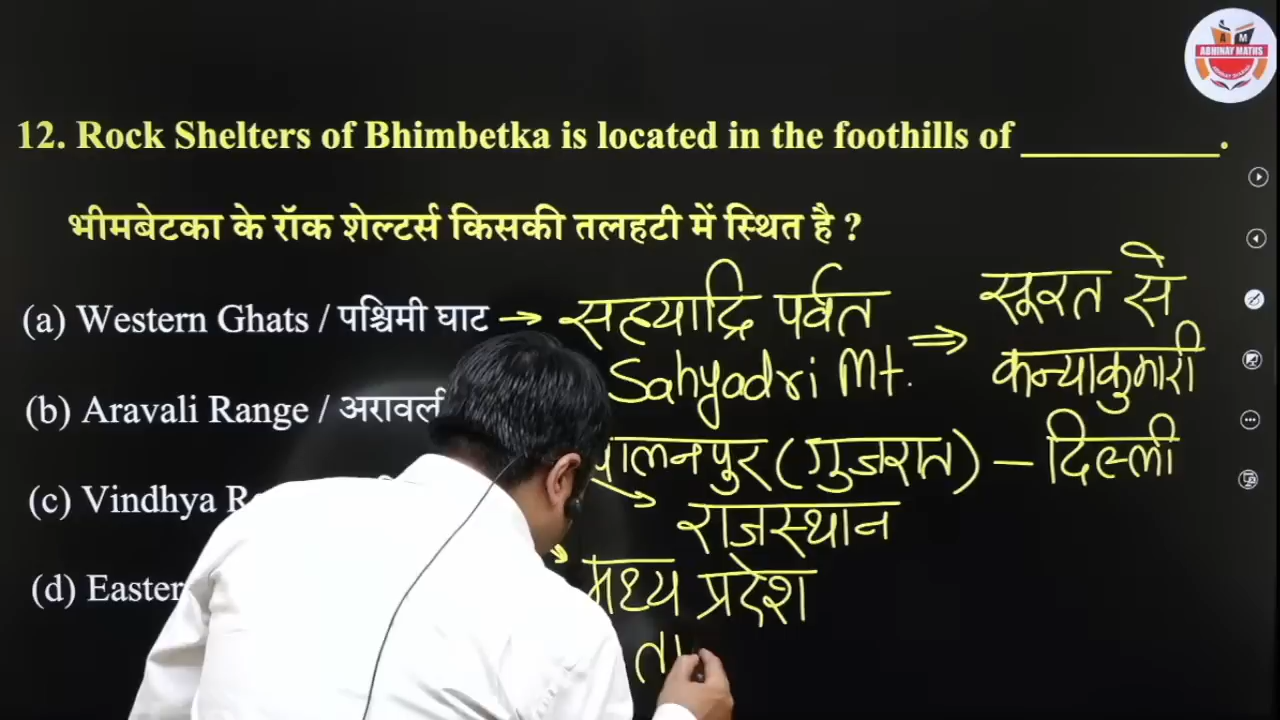 A M
ABHINAY MATHS
12. Rock Shelters of Bhimbetka is located in the foothills of __________.
भीमबेटका के रॉक शेल्टर्स किसकी तलहटी में स्थित है ?
(a) Western Ghats / पश्चिमी घाट → सह्याद्रि पर्वत ⇒ सूरत से
Sahyadri Mt. कन्याकुमारी
(b) Aravali Range / अरावली
पालनपुर (गुजरात) – दिल्ली
(c) Vindhya R
राजस्थान
मध्य प्रदेश
(d) Easter
ता